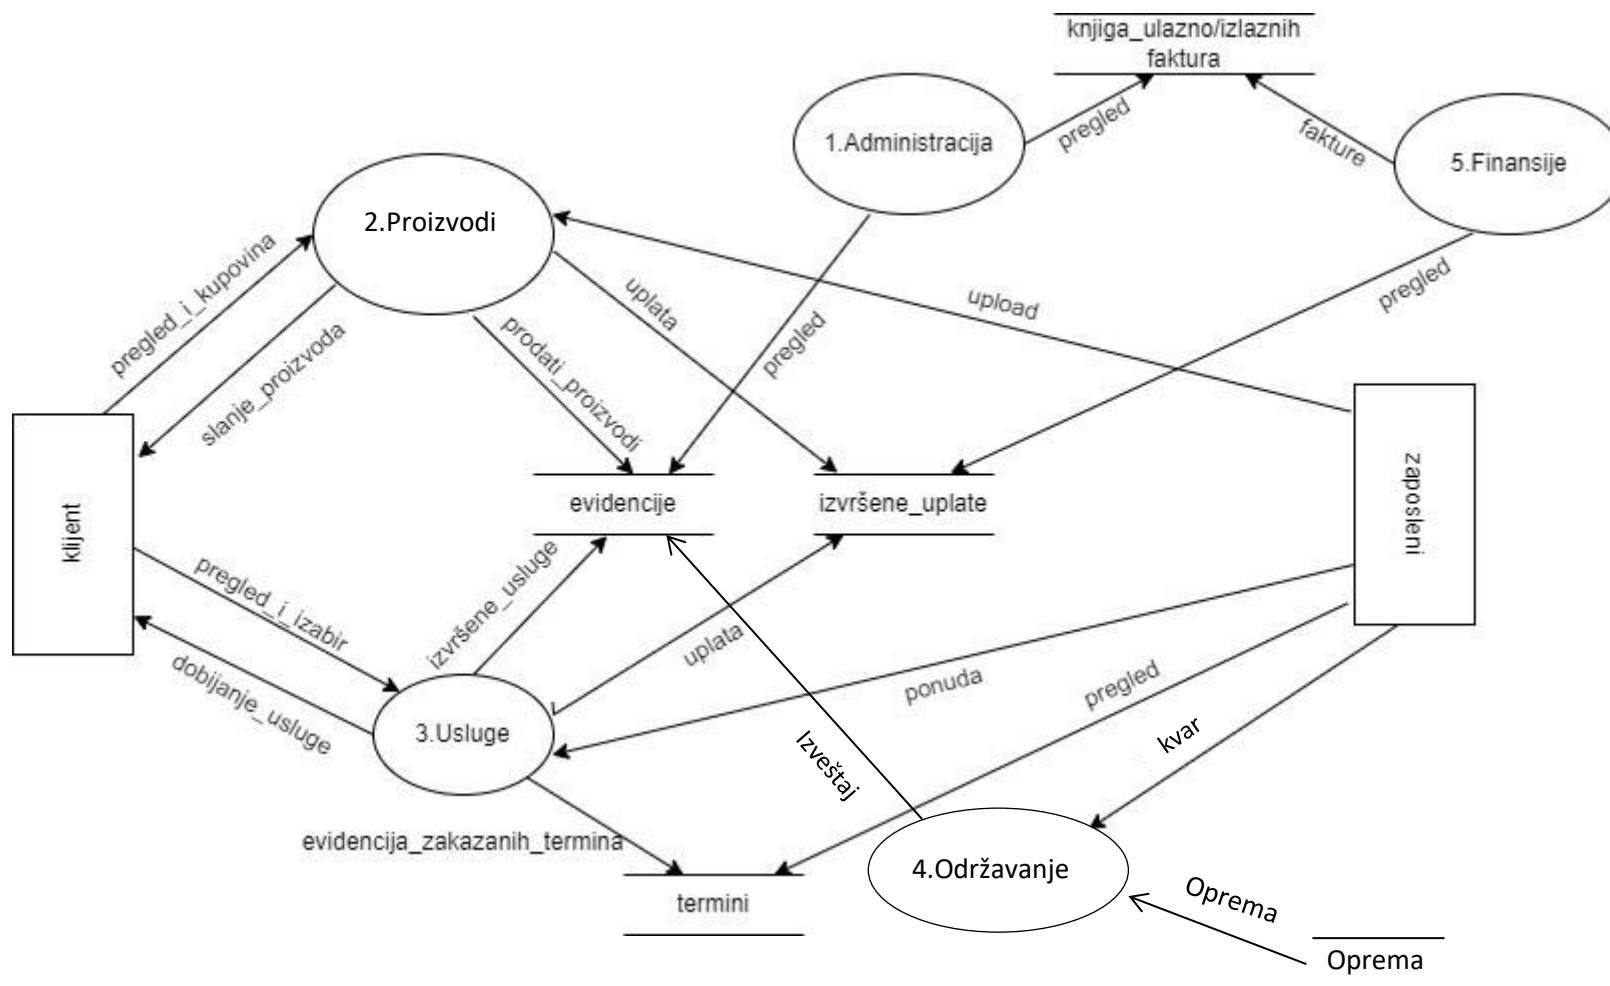 knjiga_ulazno/izlaznih
faktura
1.Administracija
pregled
fakture
5.Finansije
2.Proizvodi
pregled_i_kupovina
slanje_proizvoda
uplata
prodati_proizvodi
pregled
upload
pregled
klijent
evidencije
izvršene_uplate
zaposleni
pregled_i_izabir
dobijanje_usluge
izvršene_usluge
uplata
3.Usluge
ponuda
pregled
kvar
Izveštaj
evidencija_zakazanih_termina
termini
4.Održavanje
Oprema
Oprema